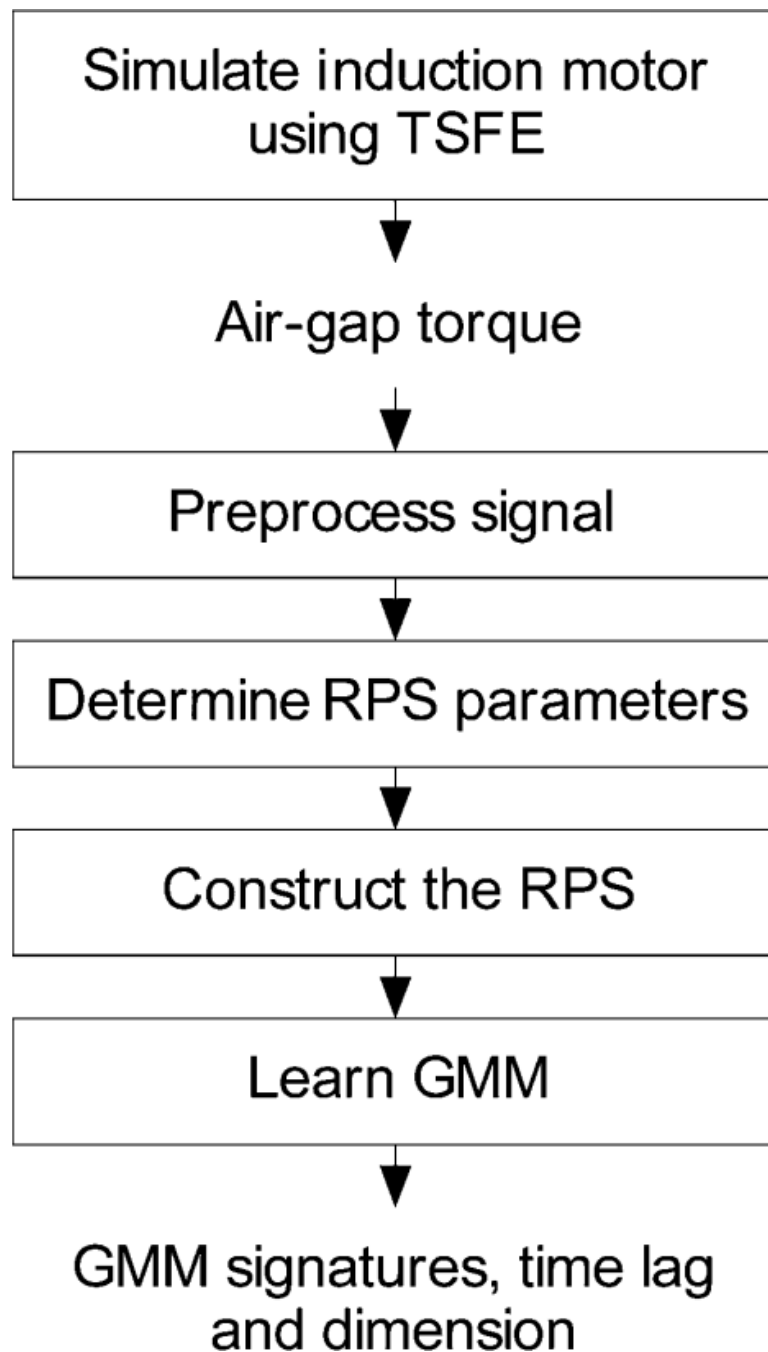 Simulate induction motor
using TSFE
Air-gap torque
Preprocess signal
Determine RPS parameters
Construct the RPS
Learn GMM
GMM signatures, time lag
and dimension